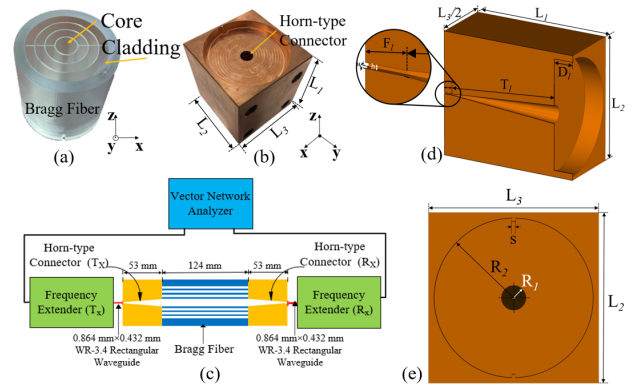 Core
Cladding
Bragg Fiber
z
y
x
(a)
Horn-type
Connector
L1
L2
L3
z
x
y
(b)
L3/2
L1
Fl
Dl
Tl
L2
(d)
Vector Network
Analyzer
Horn-type
Connector (TX)
53 mm
124 mm
53 mm
Horn-type
Connector (RX)
Frequency
Extender (Tx)
Frequency
Extender (Rx)
0.864 mm×0.432 mm
WR-3.4 Rectangular
Waveguide
Bragg Fiber
0.864 mm×0.432 mm
WR-3.4 Rectangular
Waveguide
(c)
L3
s
R2
R1
L2
(e)